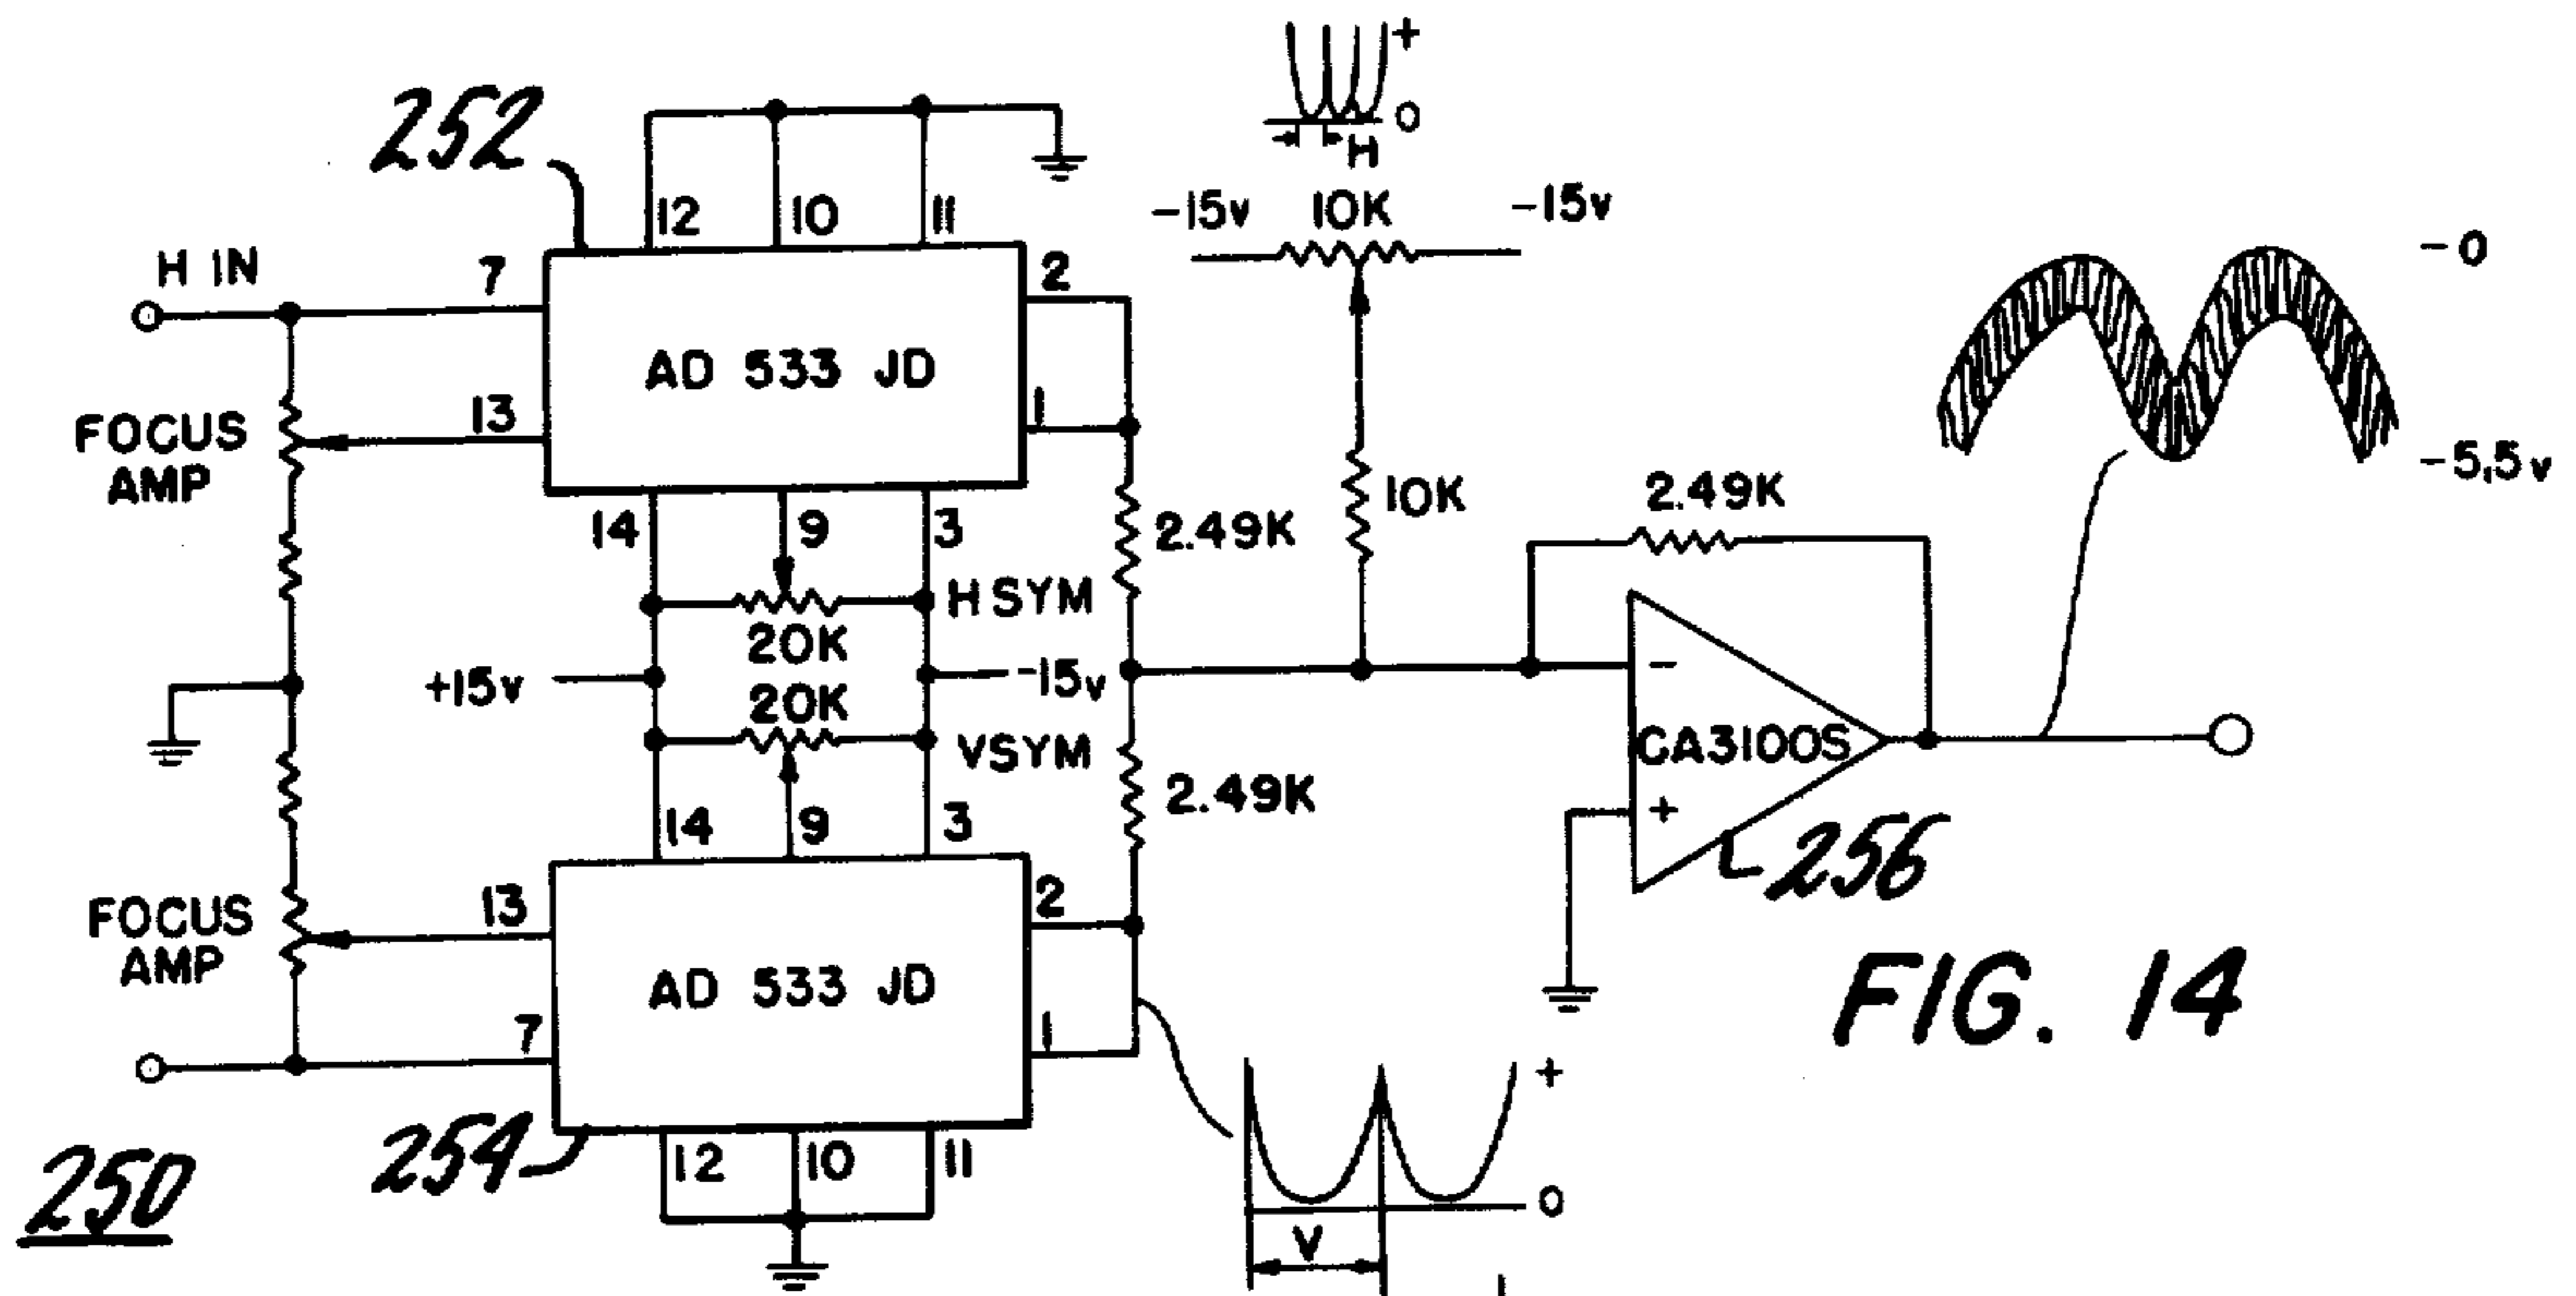 +
0
H
252
12 10 11
-15v 10K -15v
H IN
7
2
-0
AD 533 JD
FOCUS
AMP
13
1
-5.5v
10K
2.49K
14 9 3
2.49K
H SYM
20K
+15v
-15v
20K
VSYM
-
CA3100S
+
2.49K
14 9 3
256
FOCUS
AMP
13
2
AD 533 JD
FIG. 14
7
1
+
254
12 10 11
0
250
V